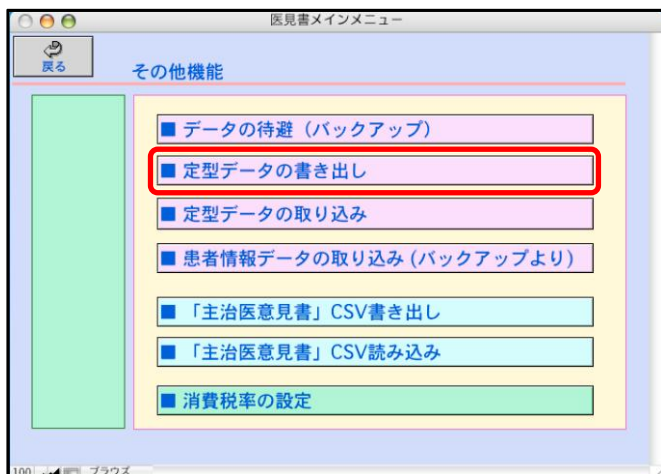 医見書メインメニュー
戻る
その他機能
■ データの待避（バックアップ）
■ 定型データの書き出し
■ 定型データの取り込み
■ 患者情報データの取り込み (バックアップより)
■ 「主治医意見書」CSV書き出し
■ 「主治医意見書」CSV読み込み
■ 消費税率の設定
100 ブラウズ